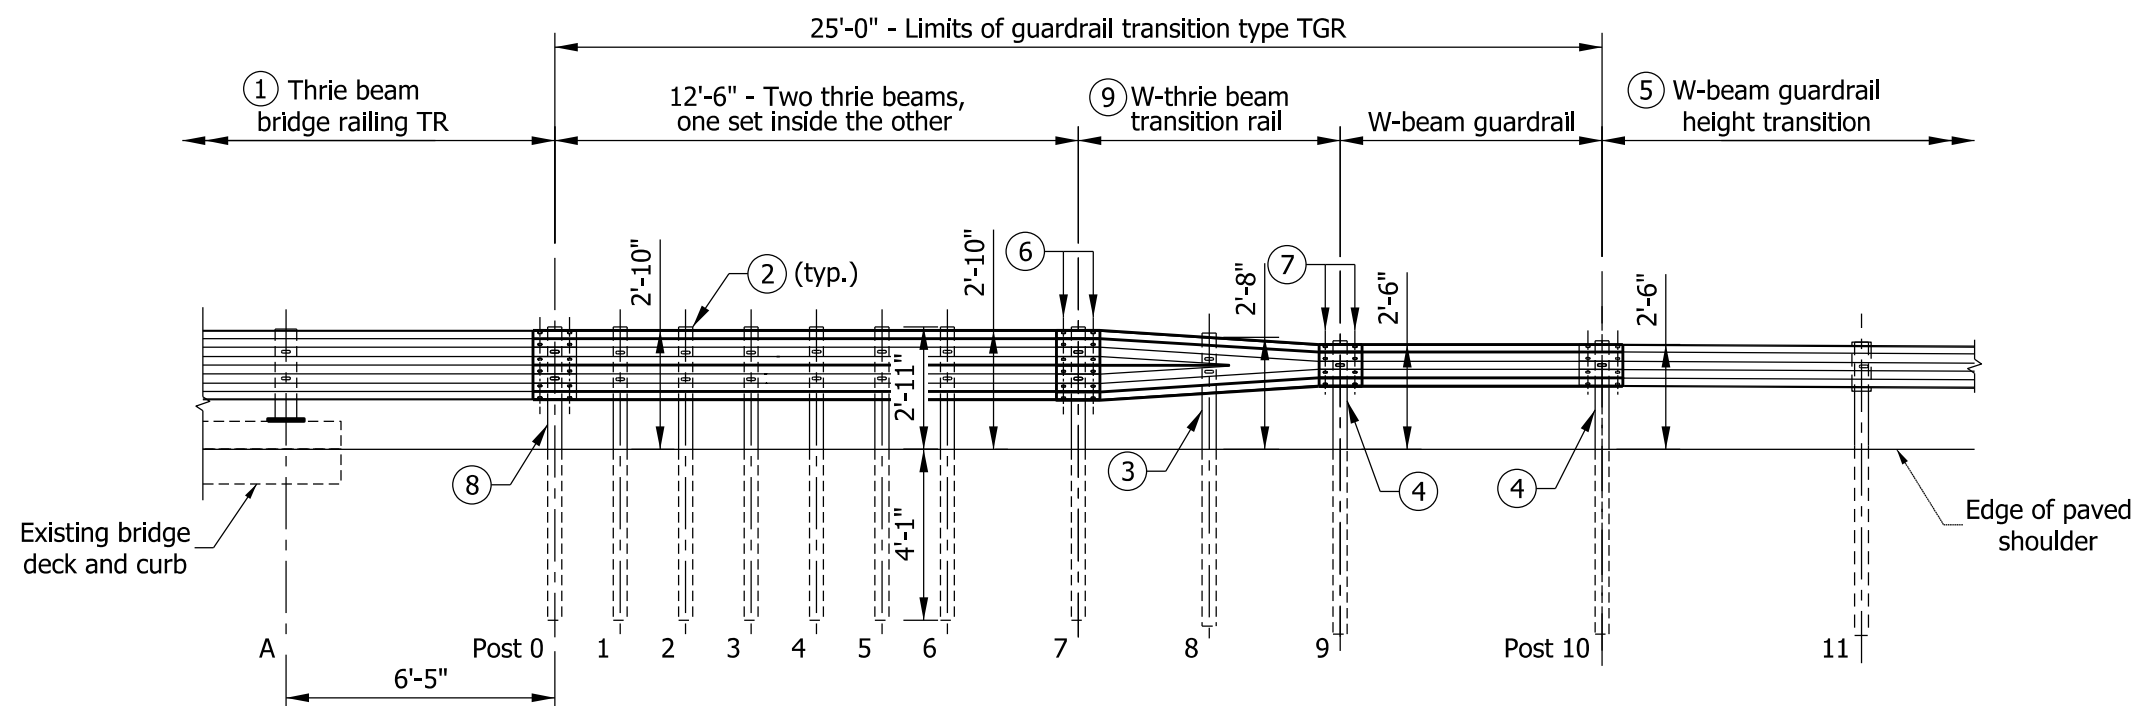 25'-0" - Limits of guardrail transition type TGR
1 Thrie beam
bridge railing TR
12'-6" - Two thrie beams,
one set inside the other
9 W-thrie beam
transition rail
W-beam guardrail
5 W-beam guardrail
height transition
2'-10"
2 (typ.)
2'-11"
4'-1"
2'-10"
6
2'-8"
7
2'-6"
2'-6"
8
3
4
4
Existing bridge
deck and curb
Edge of paved
shoulder
A
Post 0
1
2
3
4
5
6
7
8
9
Post 10
11
6'-5"